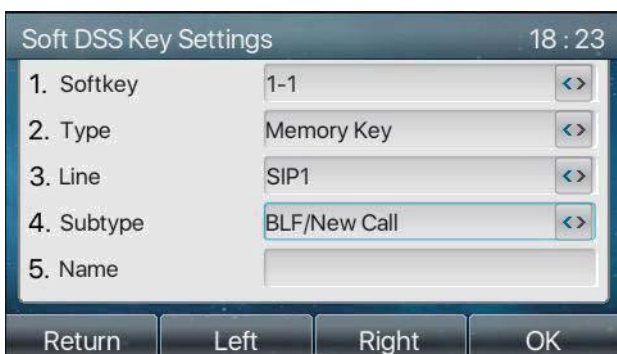 Soft DSS Key Settings 18 : 23
1. Softkey 1-1 <>
2. Type Memory Key <>
3. Line SIP1 <>
4. Subtype BLF/New Call <>
5. Name
Return Left Right OK